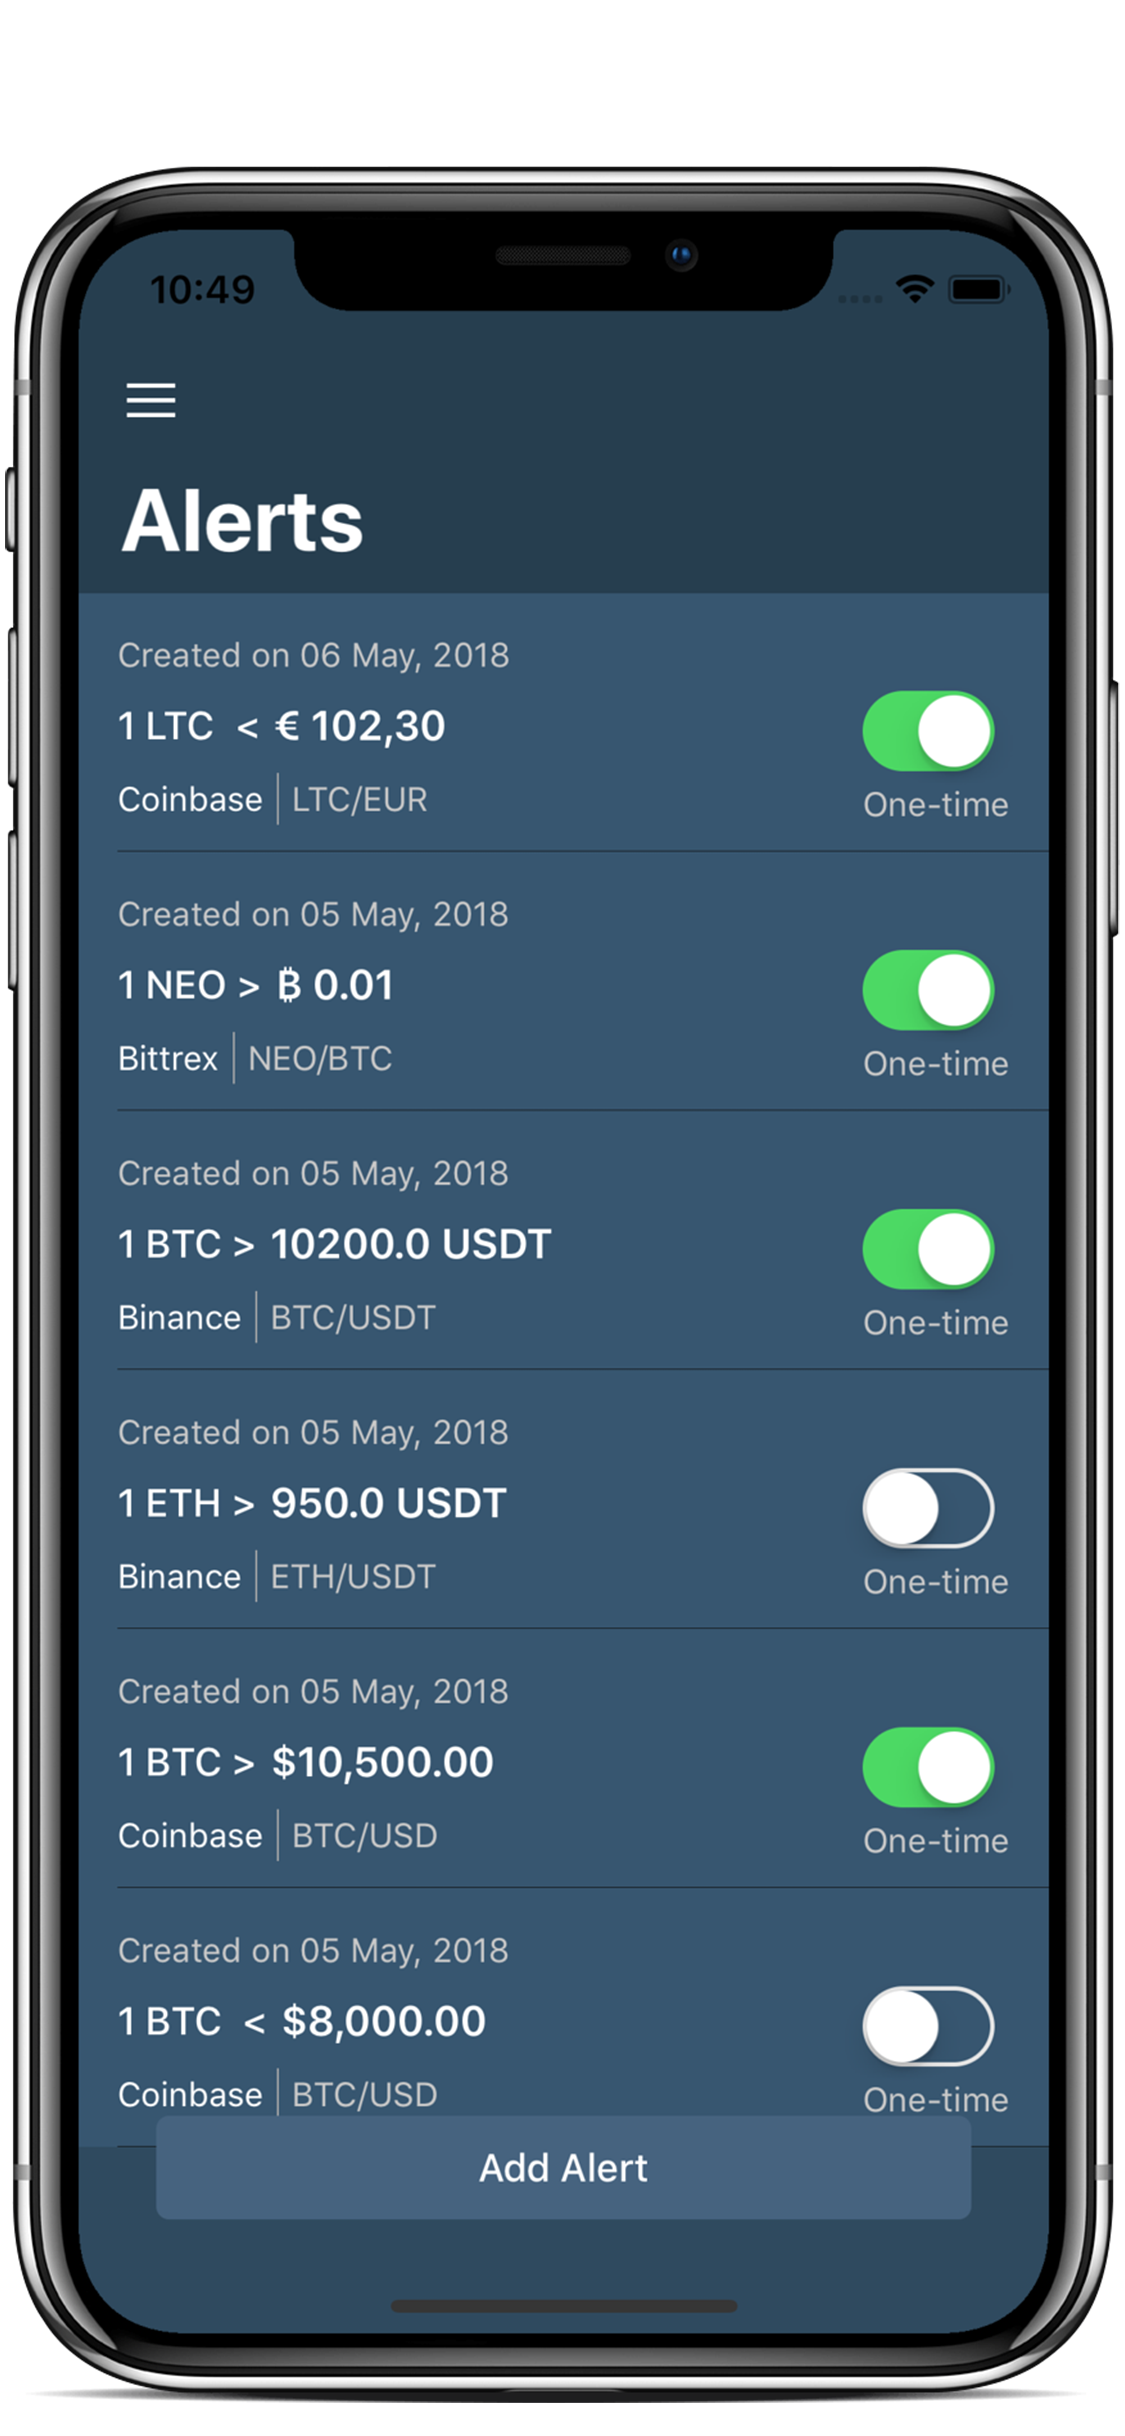 10:49
Alerts
Created on 06 May, 2018
1 LTC < € 102,30
Coinbase | LTC/EUR
One-time
Created on 05 May, 2018
1 NEO > ₿ 0.01
Bittrex | NEO/BTC
One-time
Created on 05 May, 2018
1 BTC > 10200.0 USDT
Binance | BTC/USDT
One-time
Created on 05 May, 2018
1 ETH > 950.0 USDT
Binance | ETH/USDT
One-time
Created on 05 May, 2018
1 BTC > $10,500.00
Coinbase | BTC/USD
One-time
Created on 05 May, 2018
1 BTC < $8,000.00
Coinbase | BTC/USD
One-time
Add Alert